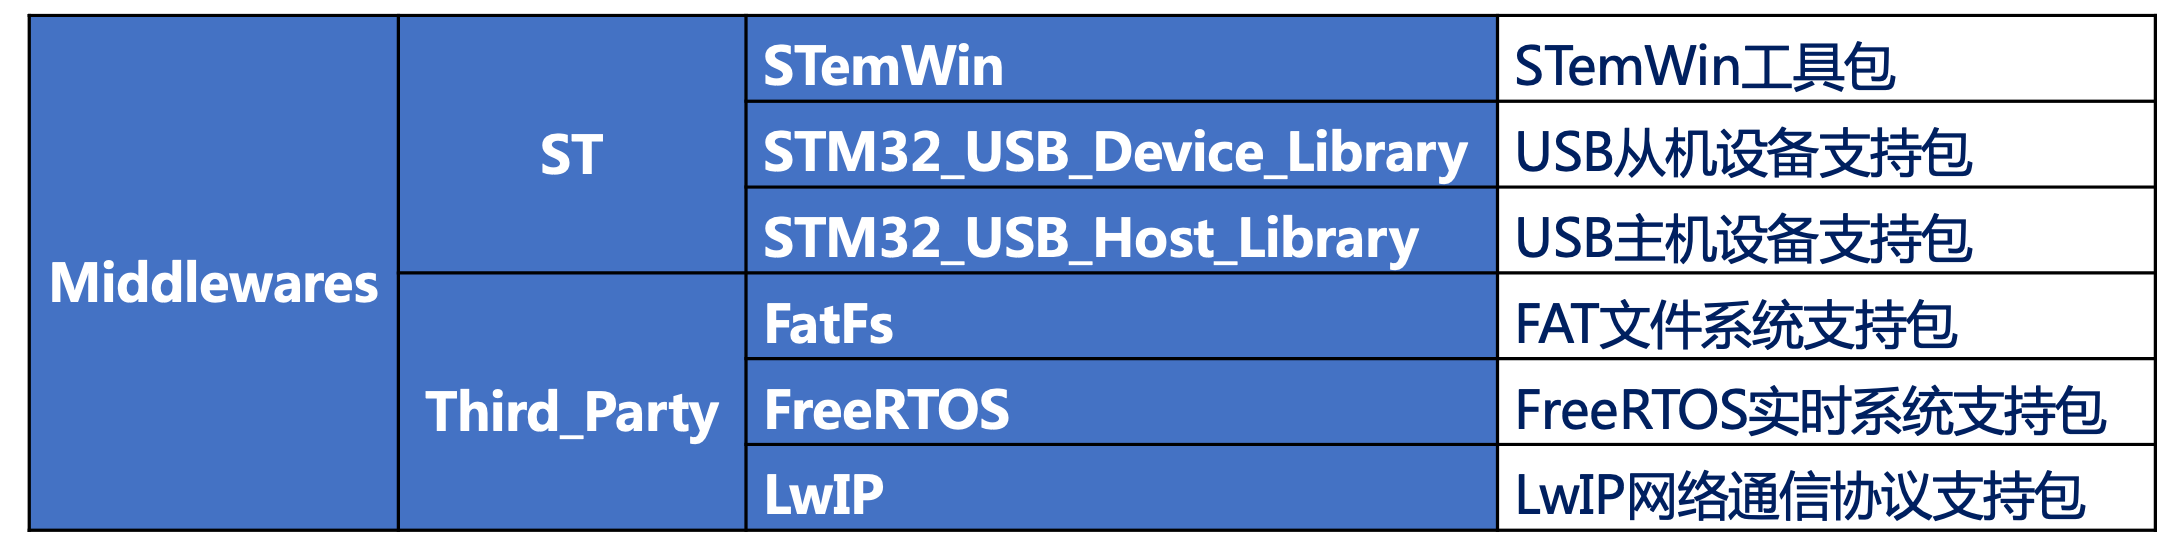 Middlewares
ST
STemWin
STemWin工具包
STM32_USB_Device_Library
USB从机设备支持包
STM32_USB_Host_Library
USB主机设备支持包
Third_Party
FatFs
FAT文件系统支持包
FreeRTOS
FreeRTOS实时系统支持包
LwIP
LwIP网络通信协议支持包